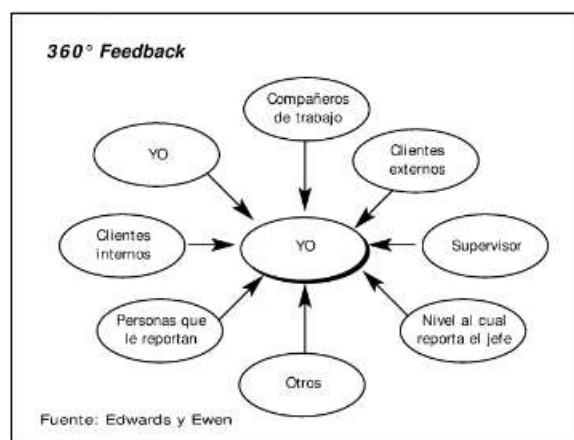 360° Feedback
Compañeros
de trabajo
YO
Clientes
externos
Clientes
internos
YO
Supervisor
Personas que
le reportan
Nivel al cual
reporta el jefe
Otros
Fuente: Edwards y Ewen